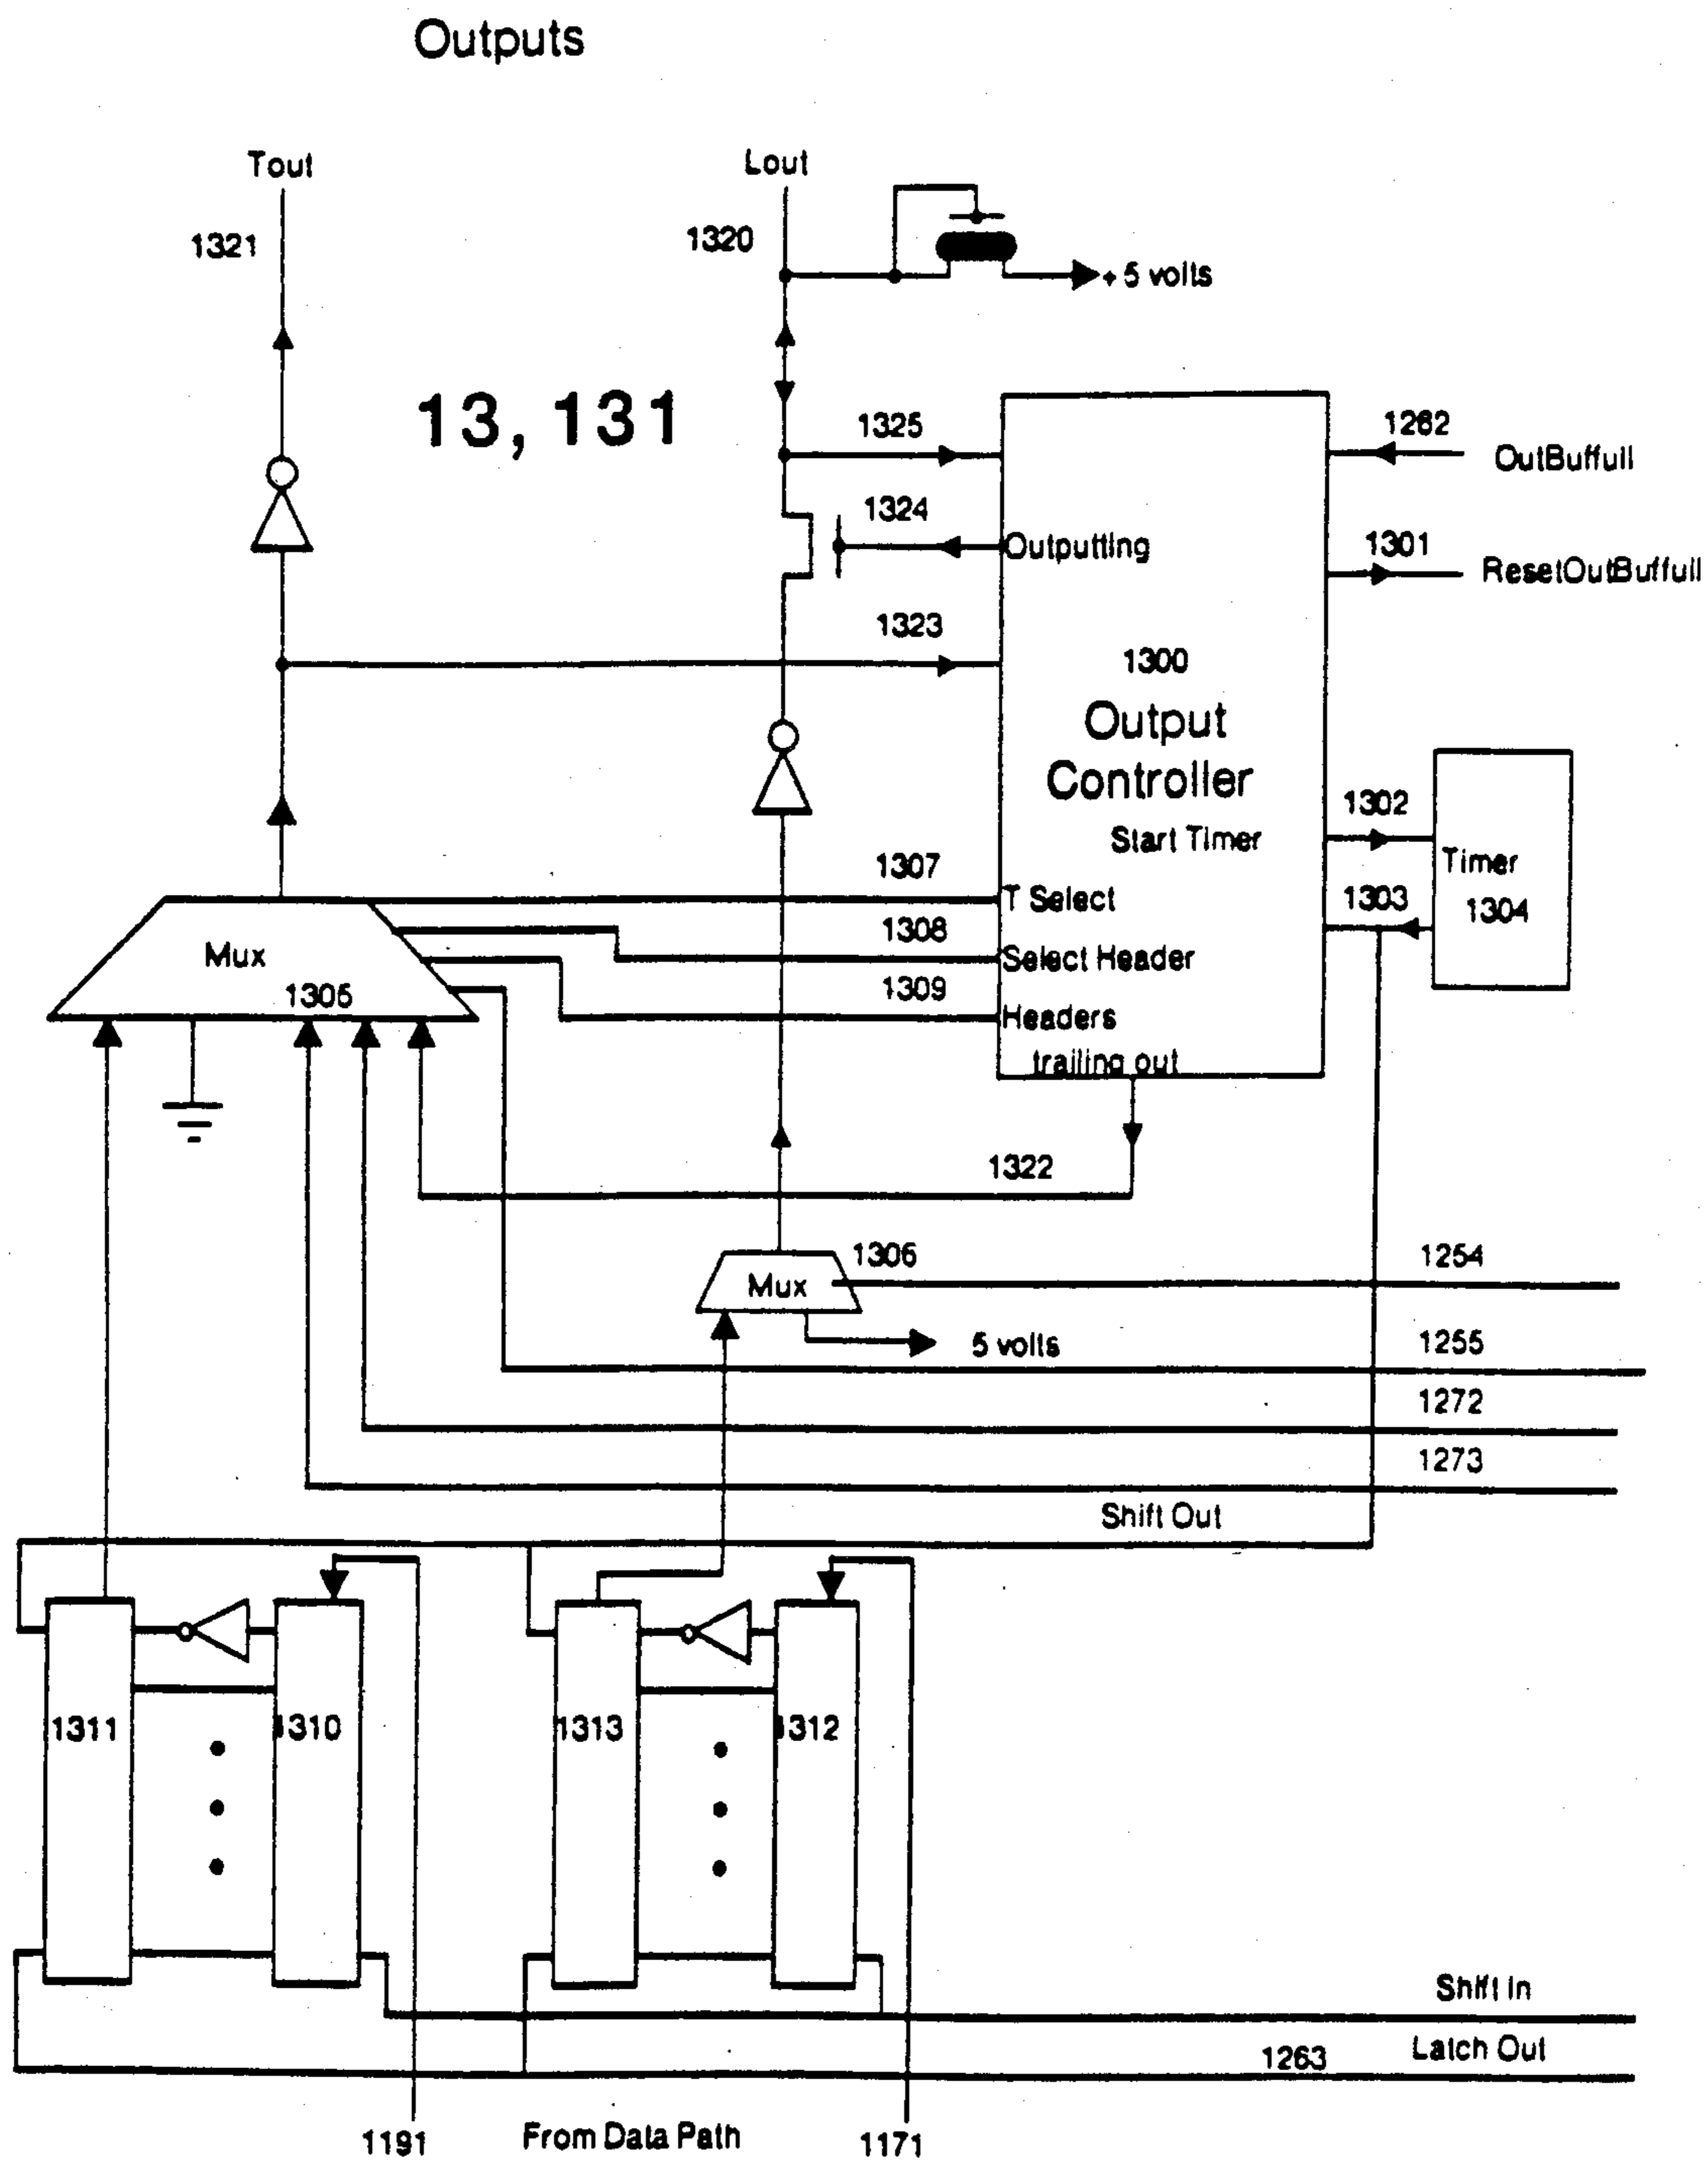 Outputs
Tout
Lout
1321
1320
+ 5 volts
13, 131
1325
1262
OutBuffull
1324
Outputting
1301
ResetOutBuffull
1323
1300
Output
Controller
1302
Start Timer
Timer
1307
1303
T Select
1304
1308
Mux
Select Header
1309
1305
Headers
trailing out
1322
1306
1254
Mux
5 volts
1255
1272
1273
Shift Out
1311
1310
1313
1312
Shift In
Latch Out
1263
1191
From Data Path
1171